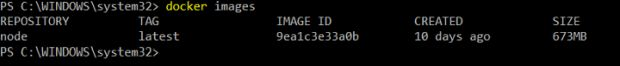 PS C:\WINDOWS\system32> docker images
REPOSITORY TAG IMAGE ID CREATED SIZE
node latest 9ea1c3e33a0b 10 days ago 673MB
PS C:\WINDOWS\system32>